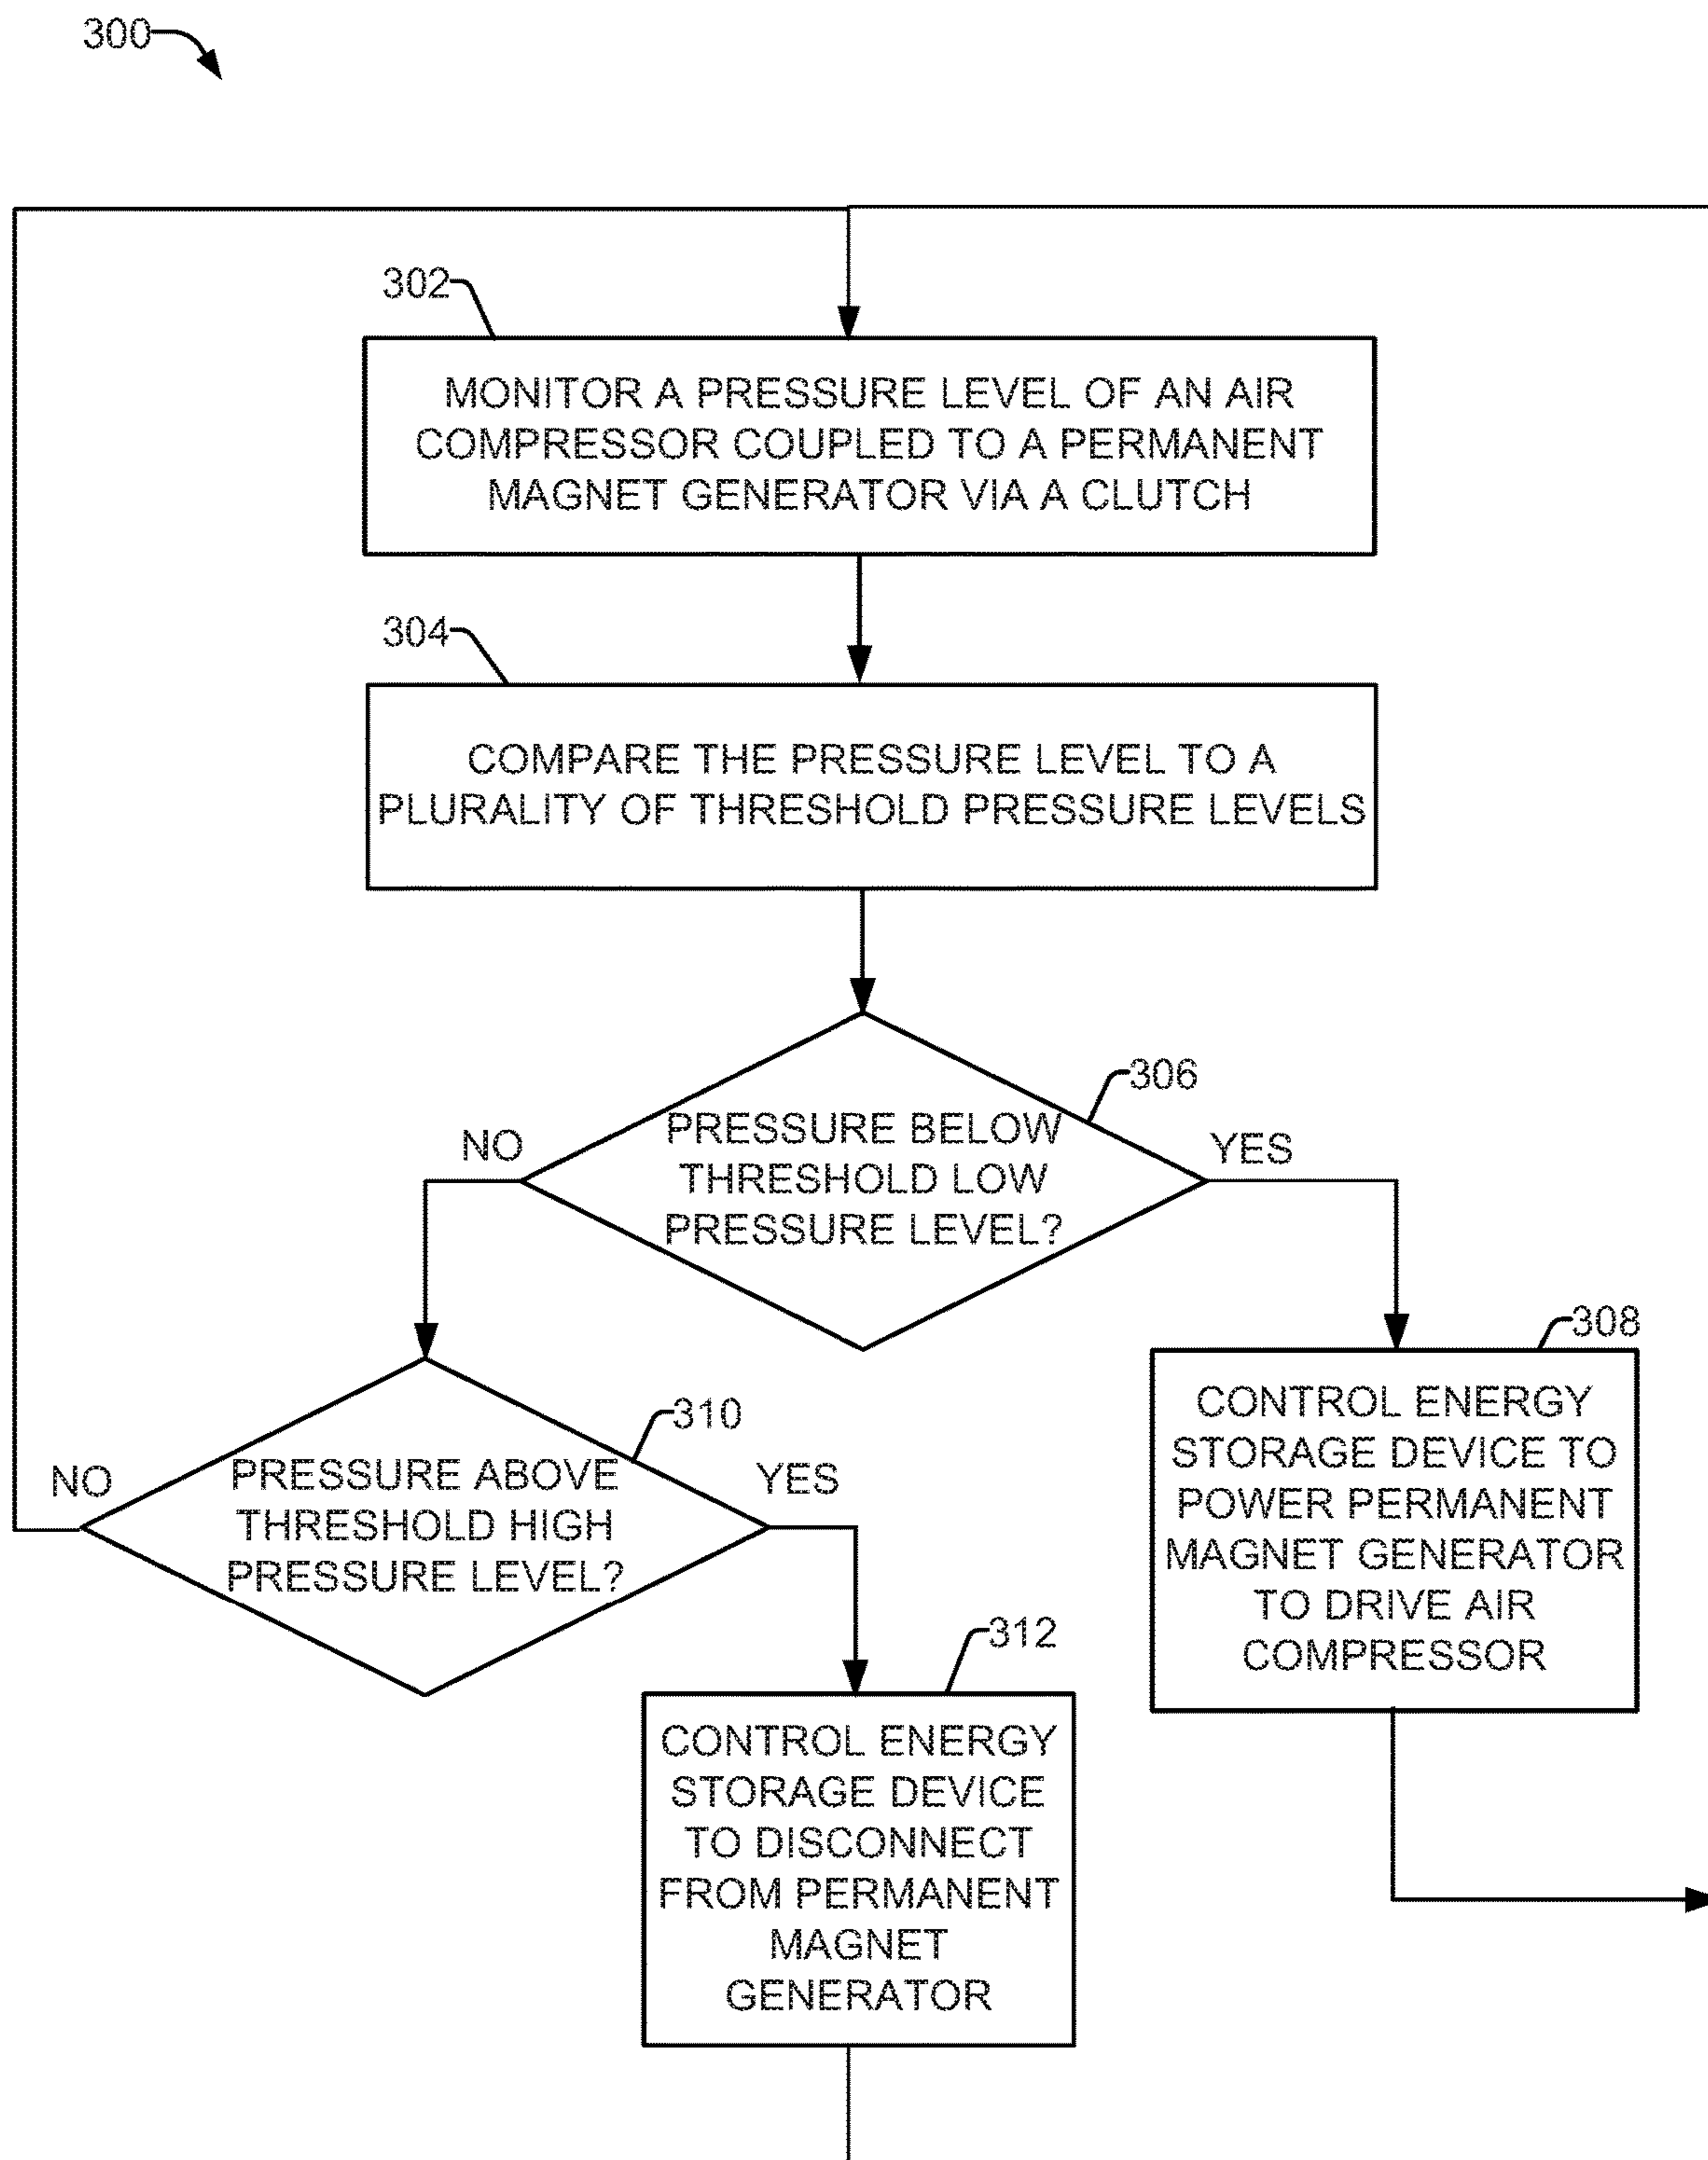 300
302
MONITOR A PRESSURE LEVEL OF AN AIR
COMPRESSOR COUPLED TO A PERMANENT
MAGNET GENERATOR VIA A CLUTCH
304
COMPARE THE PRESSURE LEVEL TO A
PLURALITY OF THRESHOLD PRESSURE LEVELS
306
NO
YES
PRESSURE BELOW
THRESHOLD LOW
PRESSURE LEVEL?
308
CONTROL ENERGY
STORAGE DEVICE TO
POWER PERMANENT
MAGNET GENERATOR
TO DRIVE AIR
COMPRESSOR
310
NO
YES
PRESSURE ABOVE
THRESHOLD HIGH
PRESSURE LEVEL?
312
CONTROL ENERGY
STORAGE DEVICE
TO DISCONNECT
FROM PERMANENT
MAGNET
GENERATOR